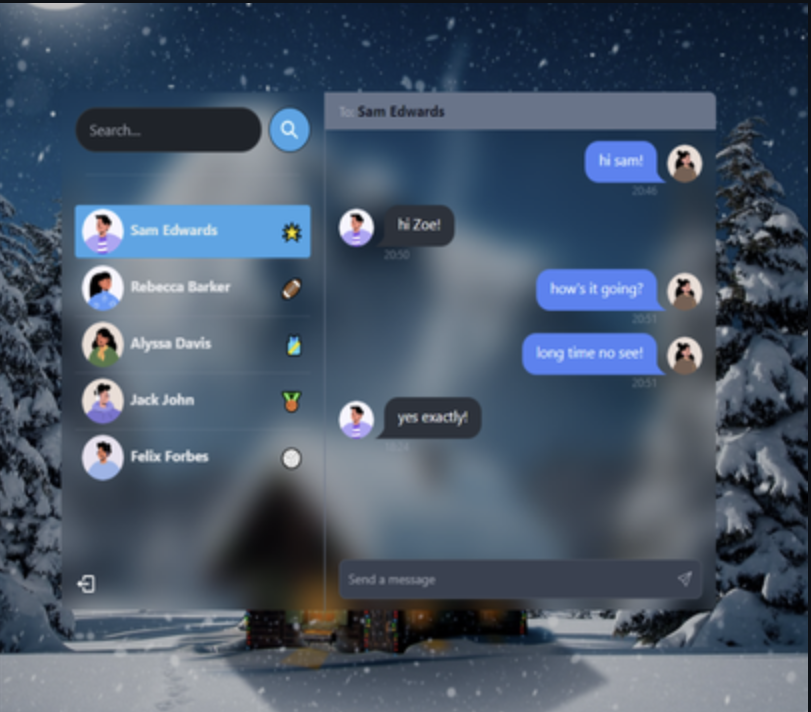 Search...
Sam Edwards
Rebecca Barker
Alyssa Davis
Jack John
Felix Forbes
To: Sam Edwards
hi sam!
20:46
hi Zoe!
20:50
how's it going?
20:51
long time no see!
20:51
yes exactly!
Send a message